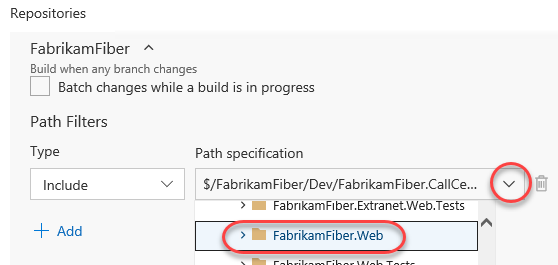 Repositories
FabrikamFiber
Build when any branch changes
Batch changes while a build is in progress
Path Filters
Type
Path specification
Include
$/FabrikamFiber/Dev/FabrikamFiber.CallCe...
FabrikamFiber.Extranet.Web.Tests
+ Add
FabrikamFiber.Web
FabrikamFiber.Web.Tests